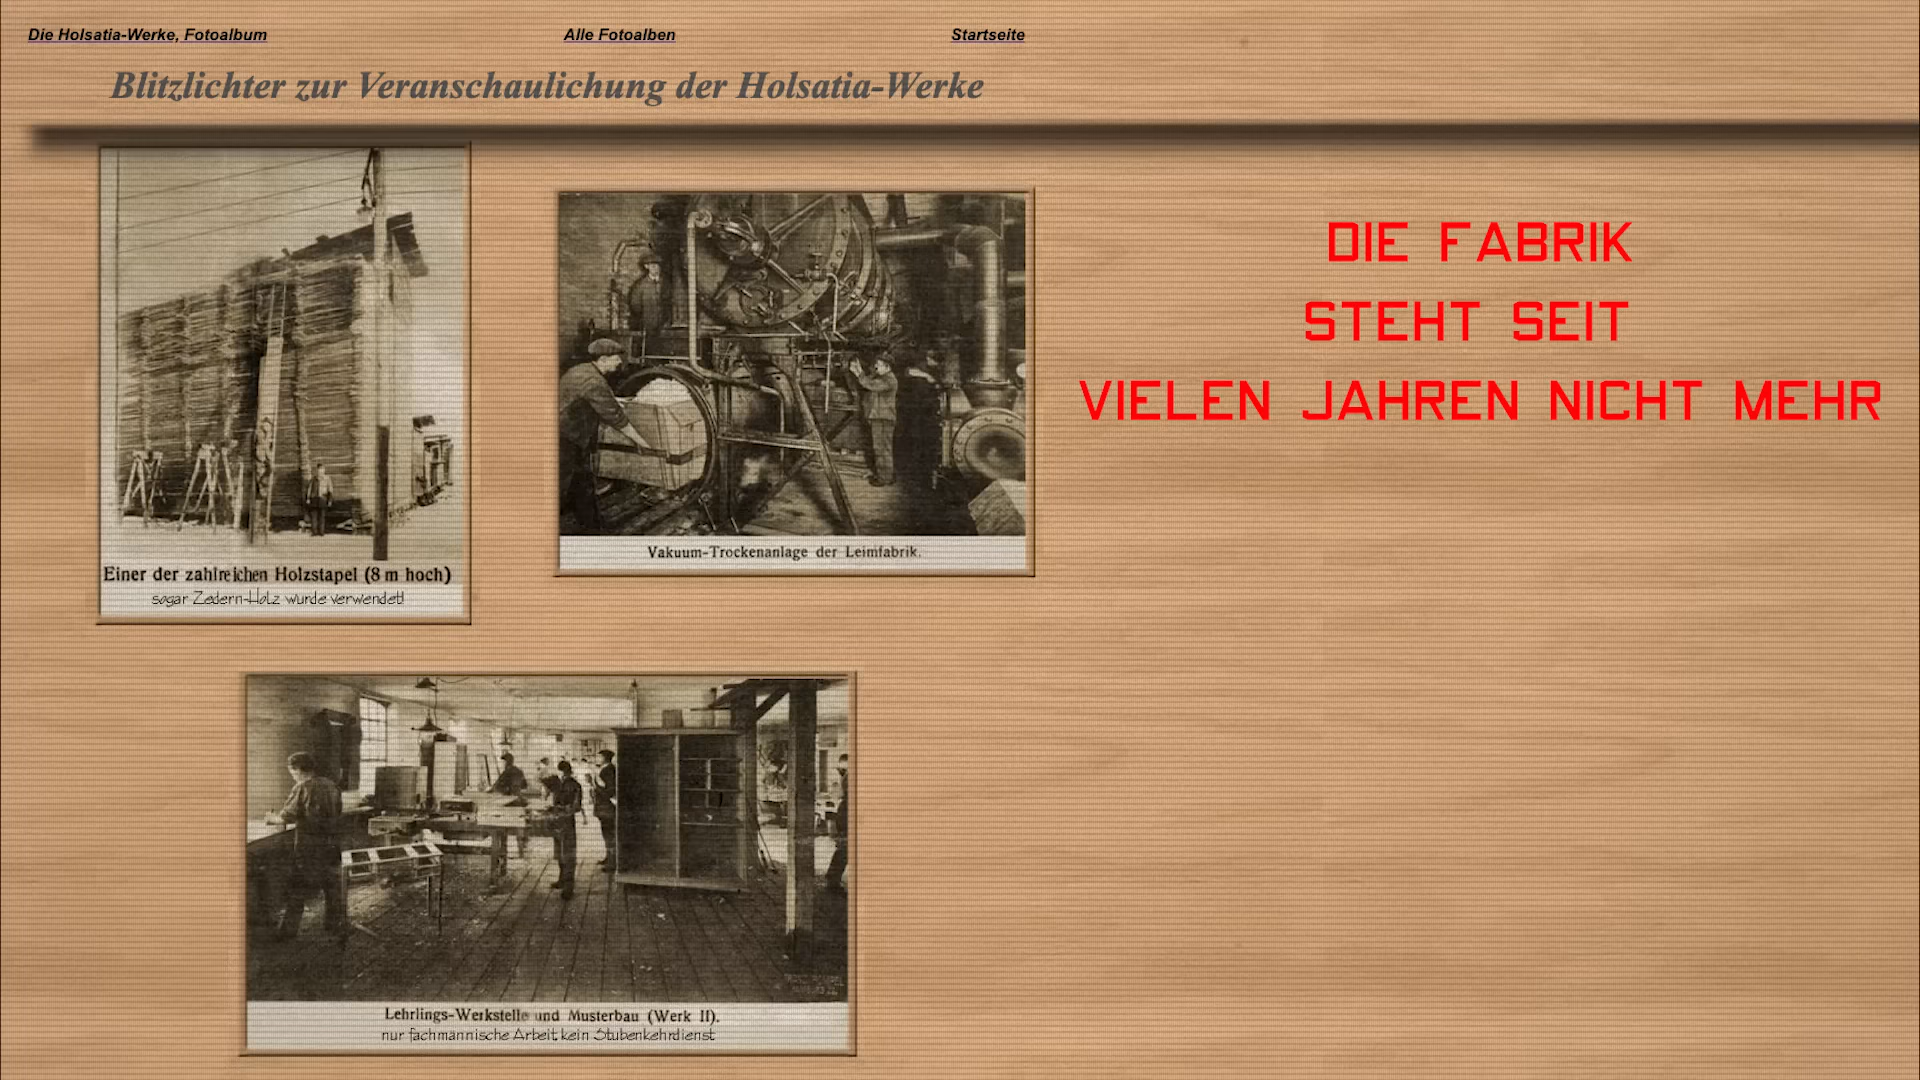 Die Holsatia-Werke, Fotoalbum
Alle Fotoalben
Startseite
Blitzlichter zur Veranschaulichung der Holsatia-Werke
DIE FABRIK
STEHT SEIT
VIELEN JAHREN NICHT MEHR
Einer der zahlreichen Holzstapel (8 m hoch)
sogar Zedern-Holz wurde verwendet!
Vakuum-Trockenanlage der Leimfabrik.
Lehrlings-Werkstelle und Musterbau (Werk II).
nur fachmännische Arbeit, kein Stubenkehrdienst